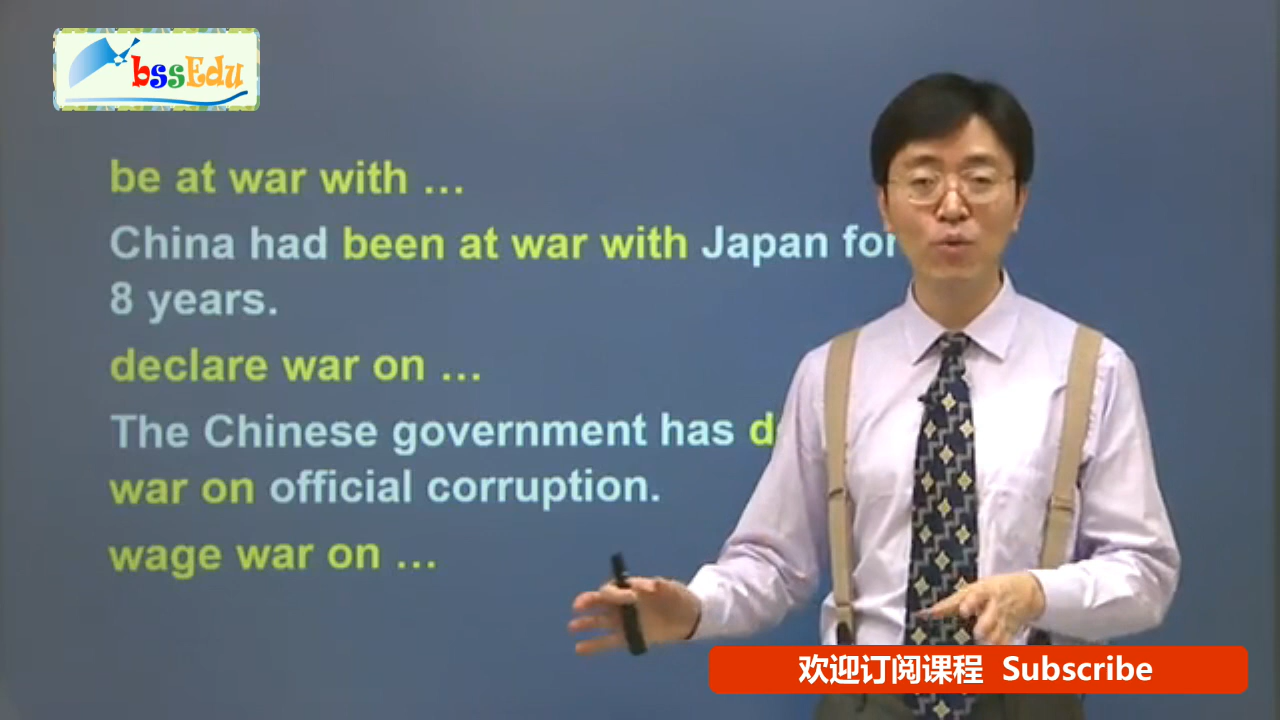 bssEdu
be at war with …
China had been at war with Japan for
8 years.
declare war on …
The Chinese government has
war on official corruption.
wage war on …
欢迎订阅课程 Subscribe